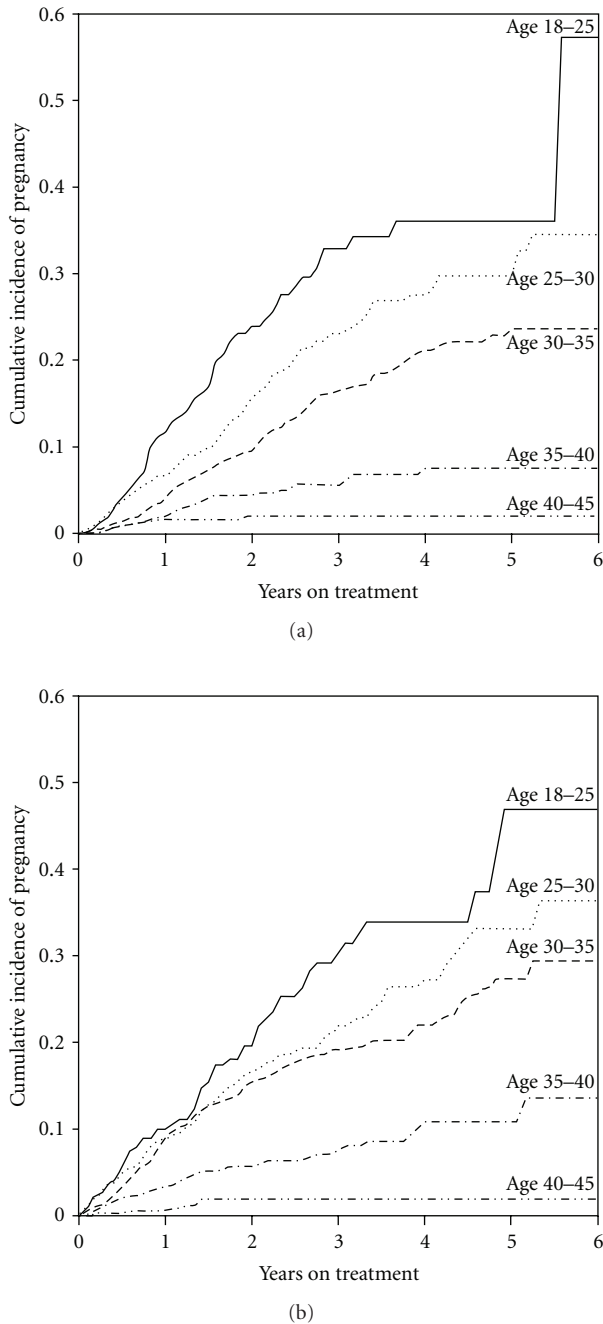 0.6
Age 18–25
0.5
0.4
0.3
Age 25–30
0.2
Age 30–35
0.1
Age 35–40
Age 40–45
0
0 1 2 3 4 5 6
Cumulative incidence of pregnancy
Years on treatment
(a)
0.6
0.5
Age 18–25
0.4
Age 25–30
0.3
Age 30–35
0.2
Age 35–40
0.1
Age 40–45
0
0 1 2 3 4 5 6
Cumulative incidence of pregnancy
Years on treatment
(b)